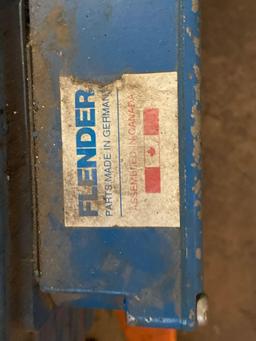 FLENDER
PARTS MADE IN GERMANY
ASSEMBLED IN CANADA